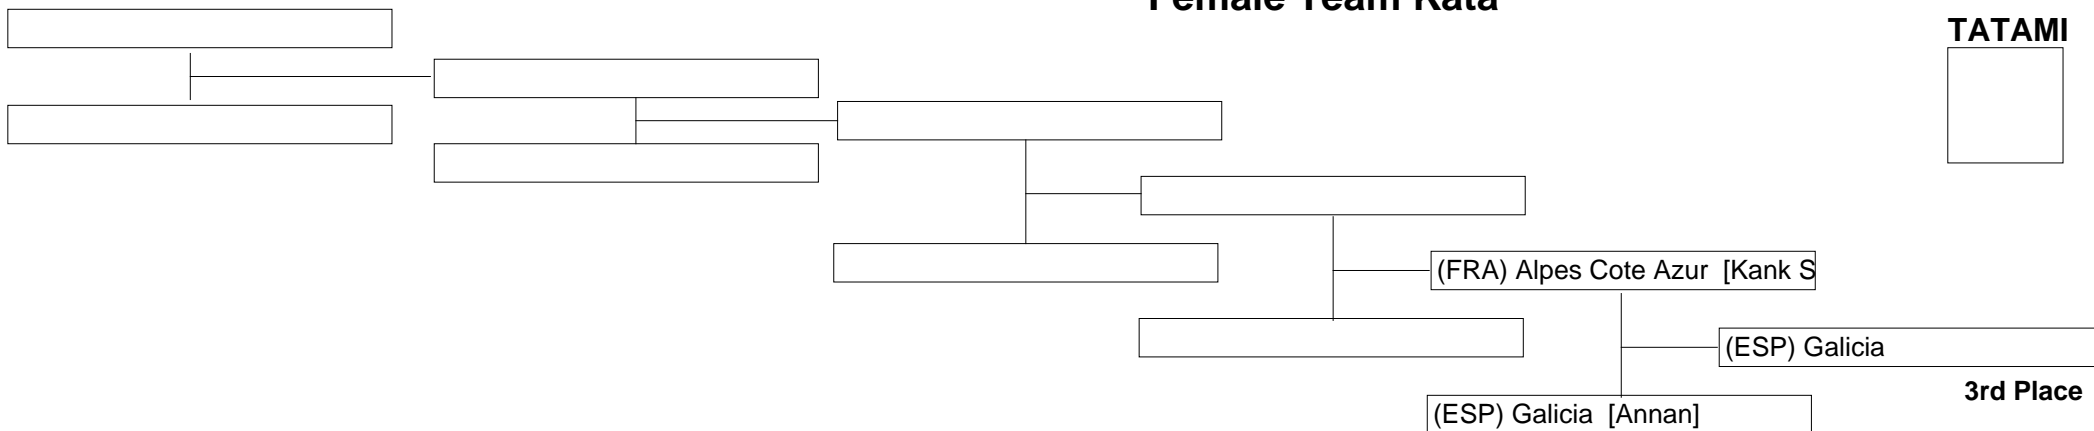 Female Team Kata
TATAMI
(FRA) Alpes Cote Azur [Kank S
(ESP) Galicia
3rd Place
(ESP) Galicia [Annan]